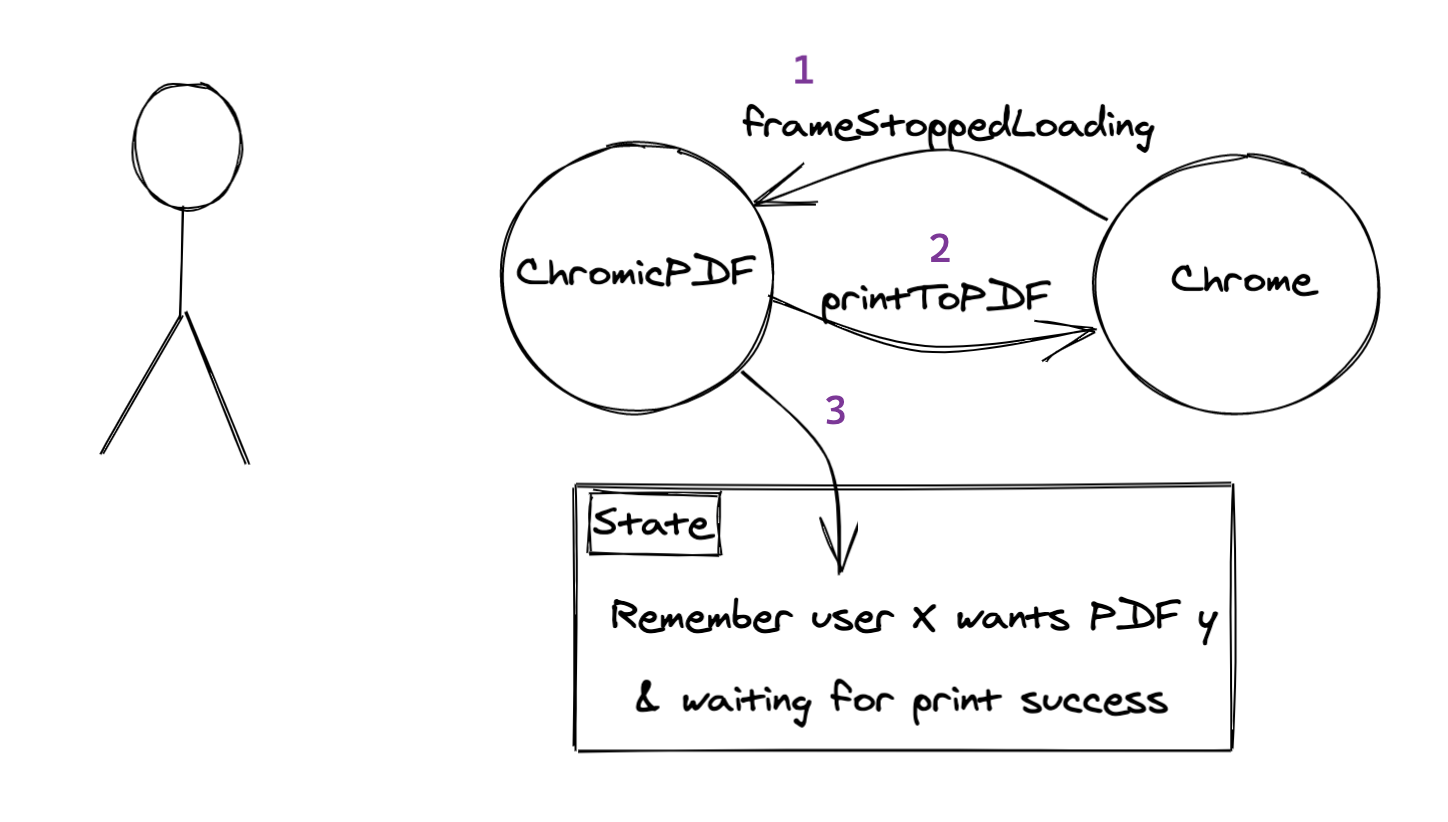 1
frameStoppedLoading
ChromicPDF
2
printToPDF
Chrome
3
State
Remember user X wants PDF y
& waiting for print success